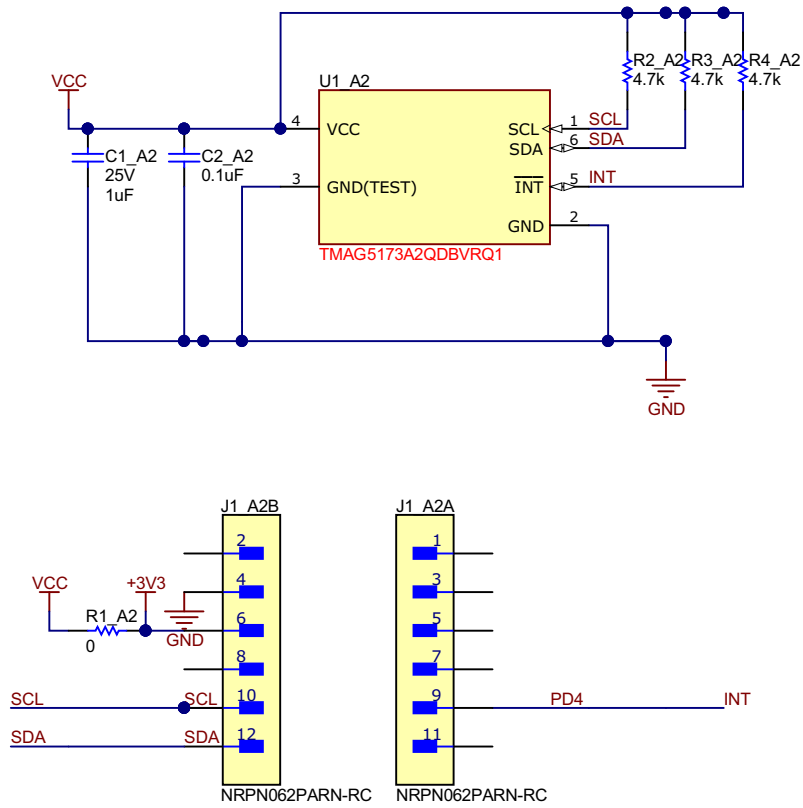 R2_A2
4.7k
R3_A2
4.7k
R4_A2
4.7k
VCC
U1_A2
4
VCC
3
GND(TEST)
SCL
1
SCL
SDA
6
SDA
INT
5
INT
GND
2
TMAG5173A2QDBVRQ1
C1_A2
25V
1uF
C2_A2
0.1uF
GND
J1_A2B
2
4
6
8
10
12
NRPN062PARN-RC
VCC
+3V3
R1_A2
0
GND
SCL
SCL
SDA
SDA
J1_A2A
1
3
5
7
9
11
NRPN062PARN-RC
PD4
INT